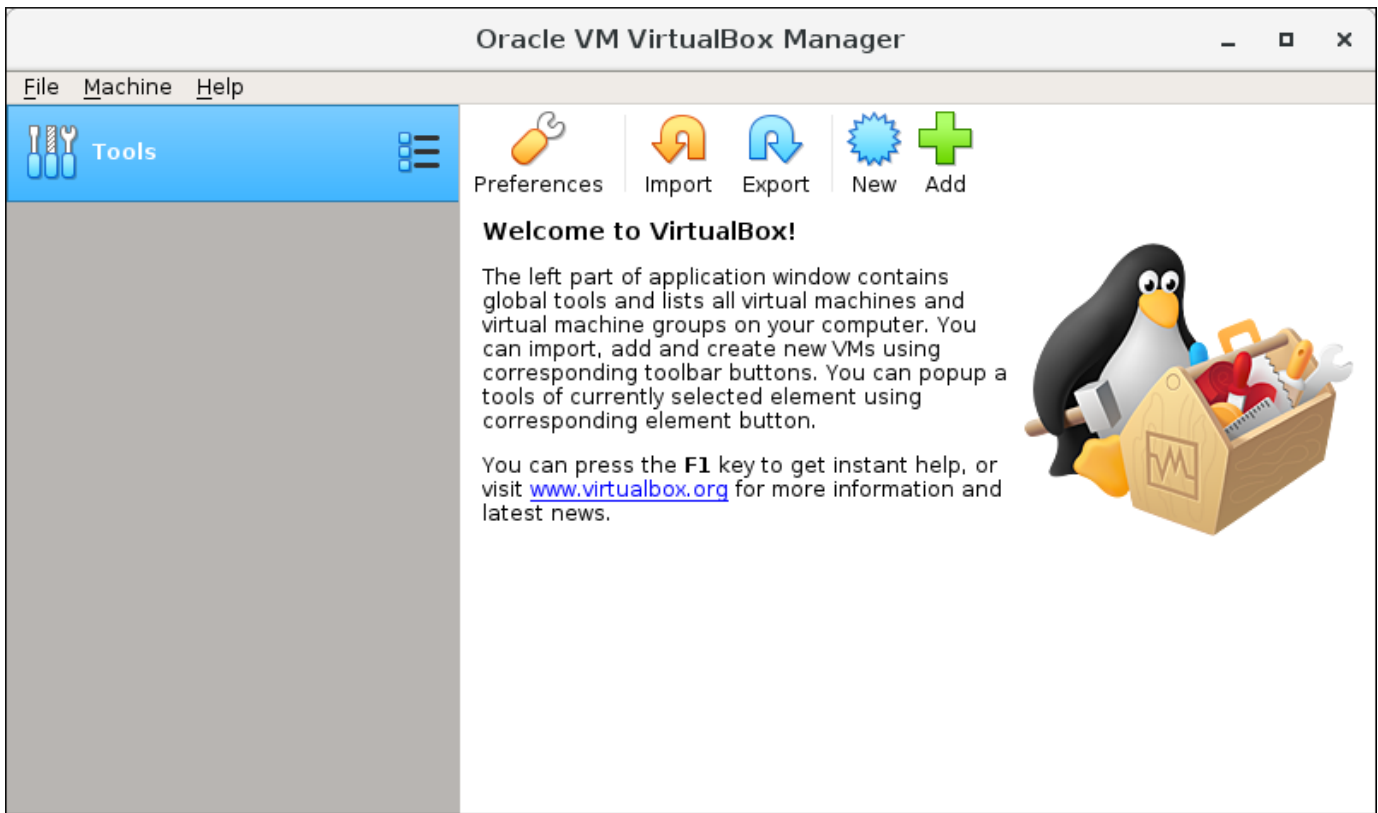 Oracle VM VirtualBox Manager
File Machine Help
Tools
Preferences Import Export New Add
Welcome to VirtualBox!
The left part of application window contains
global tools and lists all virtual machines and
virtual machine groups on your computer. You
can import, add and create new VMs using
corresponding toolbar buttons. You can popup a
tools of currently selected element using
corresponding element button.
You can press the F1 key to get instant help, or
visit www.virtualbox.org for more information and
latest news.